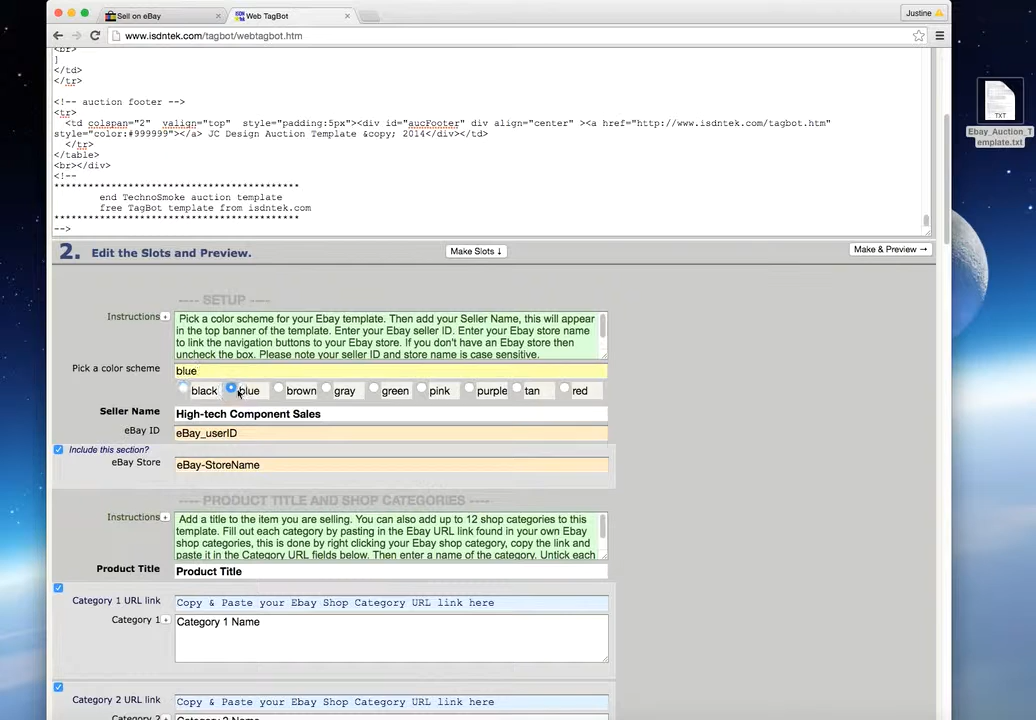 Sell on eBay
Web TagBot
Justine
www.isdntek.com/tagbot/webtagbot.htm
<br>
]
</td>
</tr>
<!-- auction footer -->
<tr>
<td colspan="2" valign="top" style="padding:5px"><div id="aucFooter" div align="center" ><a href="http://www.isdntek.com/tagbot.htm"
style="color:#999999"></a> JC Design Auction Template &copy; 2014</div></td>
</tr>
</table>
<br></div>
<!--
*****************************************
end TechnoSmoke auction template
free TagBot template from isdntek.com
*****************************************
-->
TXT
Ebay_Auction_T
emplate.txt
2. Edit the Slots and Preview.
Make Slots ↓
Make & Preview →
---- SETUP ----
Instructions +
Pick a color scheme for your Ebay template. Then add your Seller Name, this will appear
in the top banner of the template. Enter your Ebay seller ID. Enter your Ebay store name
to link the navigation buttons to your Ebay store. If you don't have an Ebay store then
uncheck the box. Please note your seller ID and store name is case sensitive.
Pick a color scheme
blue
black blue brown gray green pink purple tan red
Seller Name
High-tech Component Sales
eBay ID
eBay_userID
Include this section?
eBay Store
eBay-StoreName
---- PRODUCT TITLE AND SHOP CATEGORIES ----
Instructions +
Add a title to the item you are selling. You can also add up to 12 shop categories to this
template. Fill out each category by pasting in the Ebay URL link found in your own Ebay
shop categories, this is done by right clicking your Ebay shop category, copy the link and
paste it in the Category URL fields below. Then enter a name of the category. Untick each
Product Title
Product Title
Category 1 URL link
Copy & Paste your Ebay Shop Category URL link here
Category 1 +
Category 1 Name
Category 2 URL link
Copy & Paste your Ebay Shop Category URL link here
Category 2
Category 2 Name